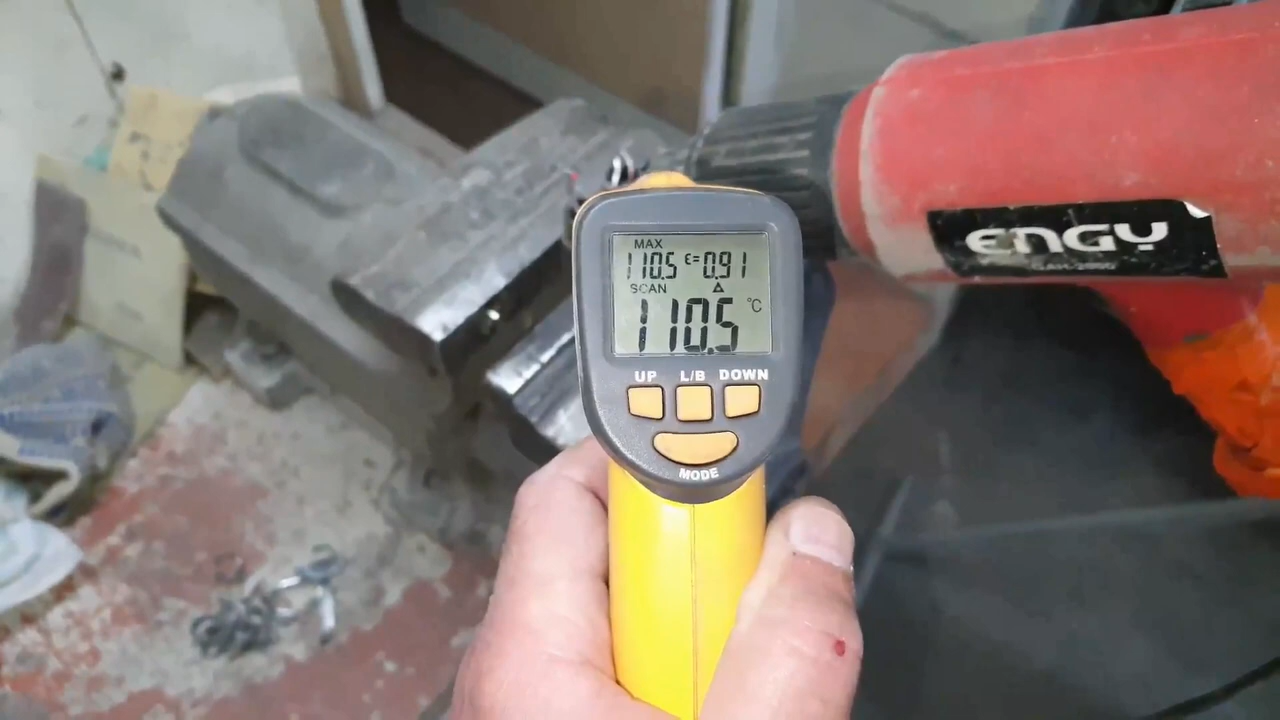 MAX
110.5 ε=0.91
SCAN
110.5 °C
UP L/B DOWN
MODE
ENGY